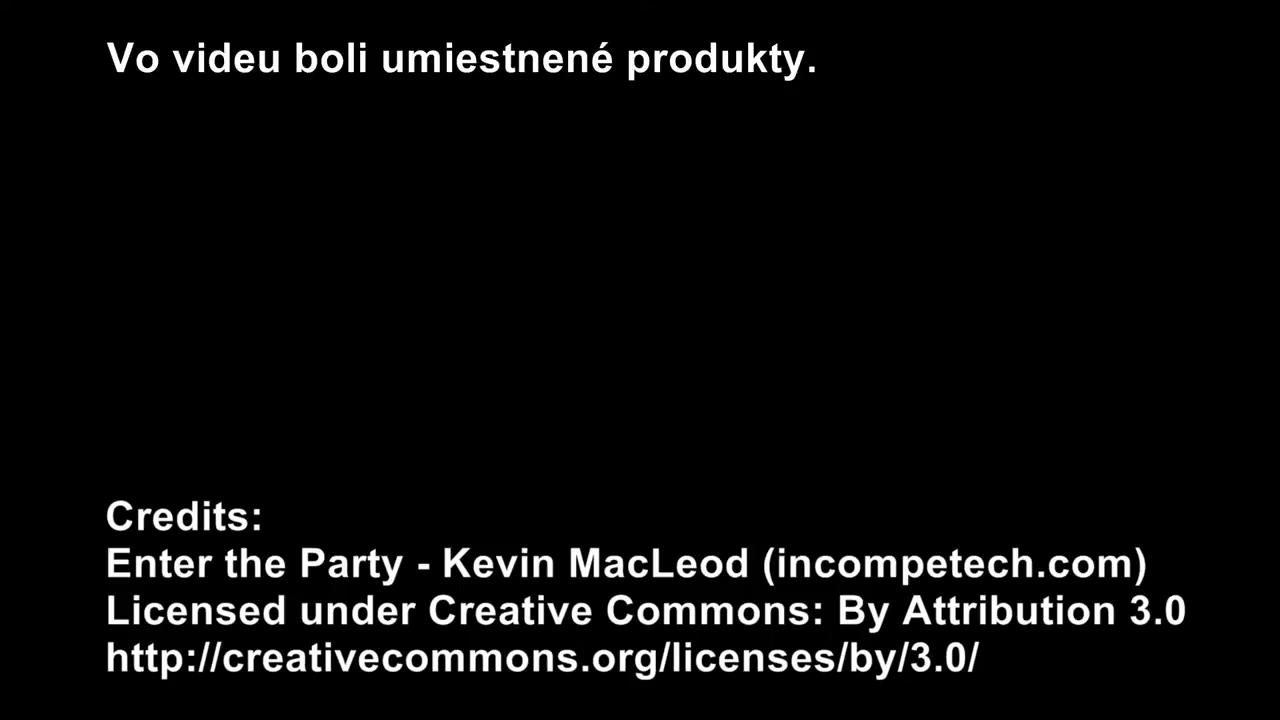 Vo videu boli umiestnené produkty.
Credits:
Enter the Party - Kevin MacLeod (incompetech.com)
Licensed under Creative Commons: By Attribution 3.0
http://creativecommons.org/licenses/by/3.0/